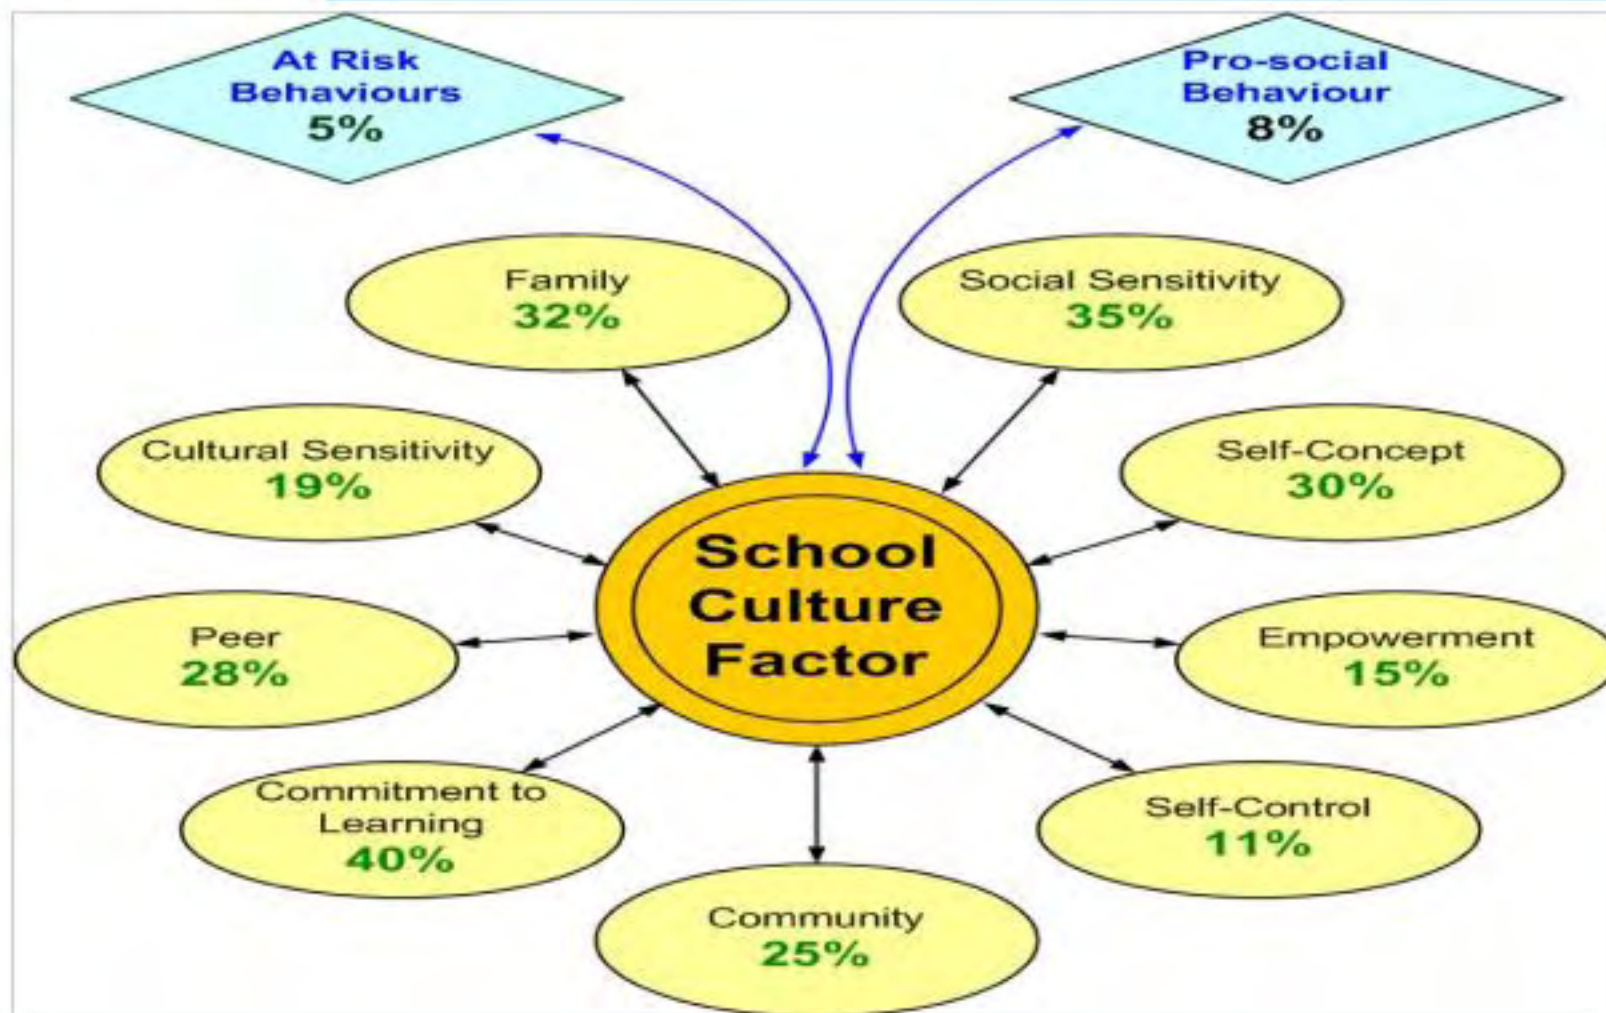 At Risk
Behaviours
5%
Pro-social
Behaviour
8%
Family
32%
Social Sensitivity
35%
Cultural Sensitivity
19%
Self-Concept
30%
School
Culture
Factor
Peer
28%
Empowerment
15%
Commitment to
Learning
40%
Self-Control
11%
Community
25%